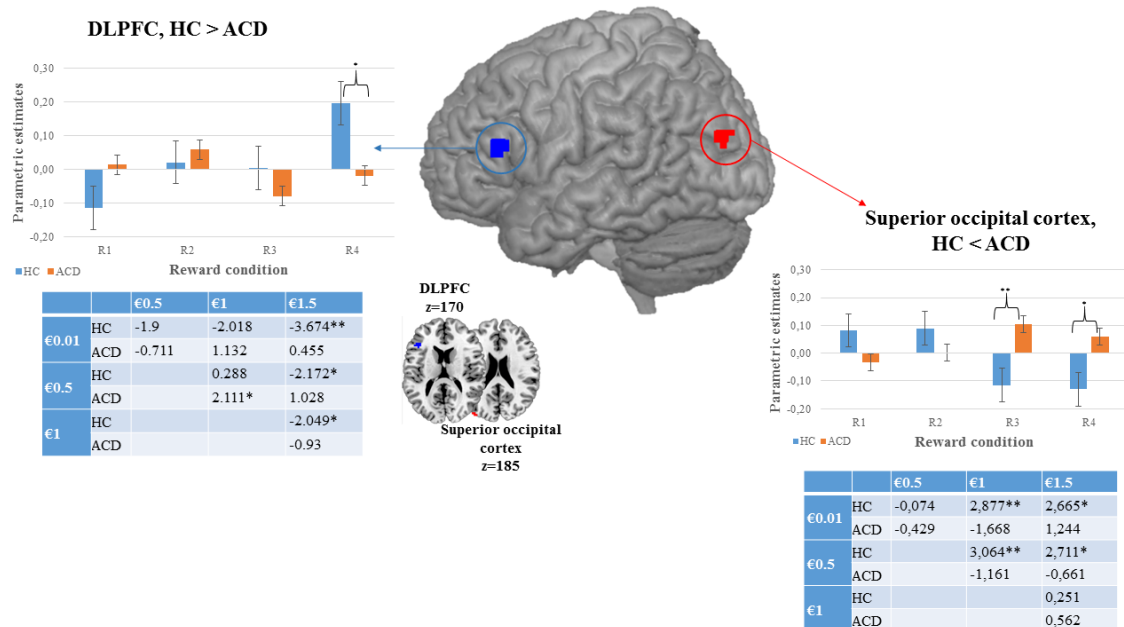 DLPFC, HC > ACD
0,30
0,20
0,10
0,00
-0,10
-0,20
Parametric estimates
*
R1 R2 R3 R4
HC ACD
Reward condition
€0.5 €1 €1.5
€0.01 HC -1.9 -2.018 -3.674**
ACD -0.711 1.132 0.455
€0.5 HC 0.288 -2.172*
ACD 2.111* 1.028
€1 HC -2.049*
ACD -0.93
DLPFC
z=170
Superior occipital
cortex
z=185
Superior occipital cortex,
HC < ACD
0,30
0,20
0,10
0,00
-0,10
-0,20
Parametric estimates
**
*
R1 R2 R3 R4
HC ACD
Reward condition
€0.5 €1 €1.5
€0.01 HC -0,074 2,877** 2,665*
ACD -0,429 -1,668 1,244
€0.5 HC 3,064** 2,711*
ACD -1,161 -0,661
€1 HC 0,251
ACD 0,562